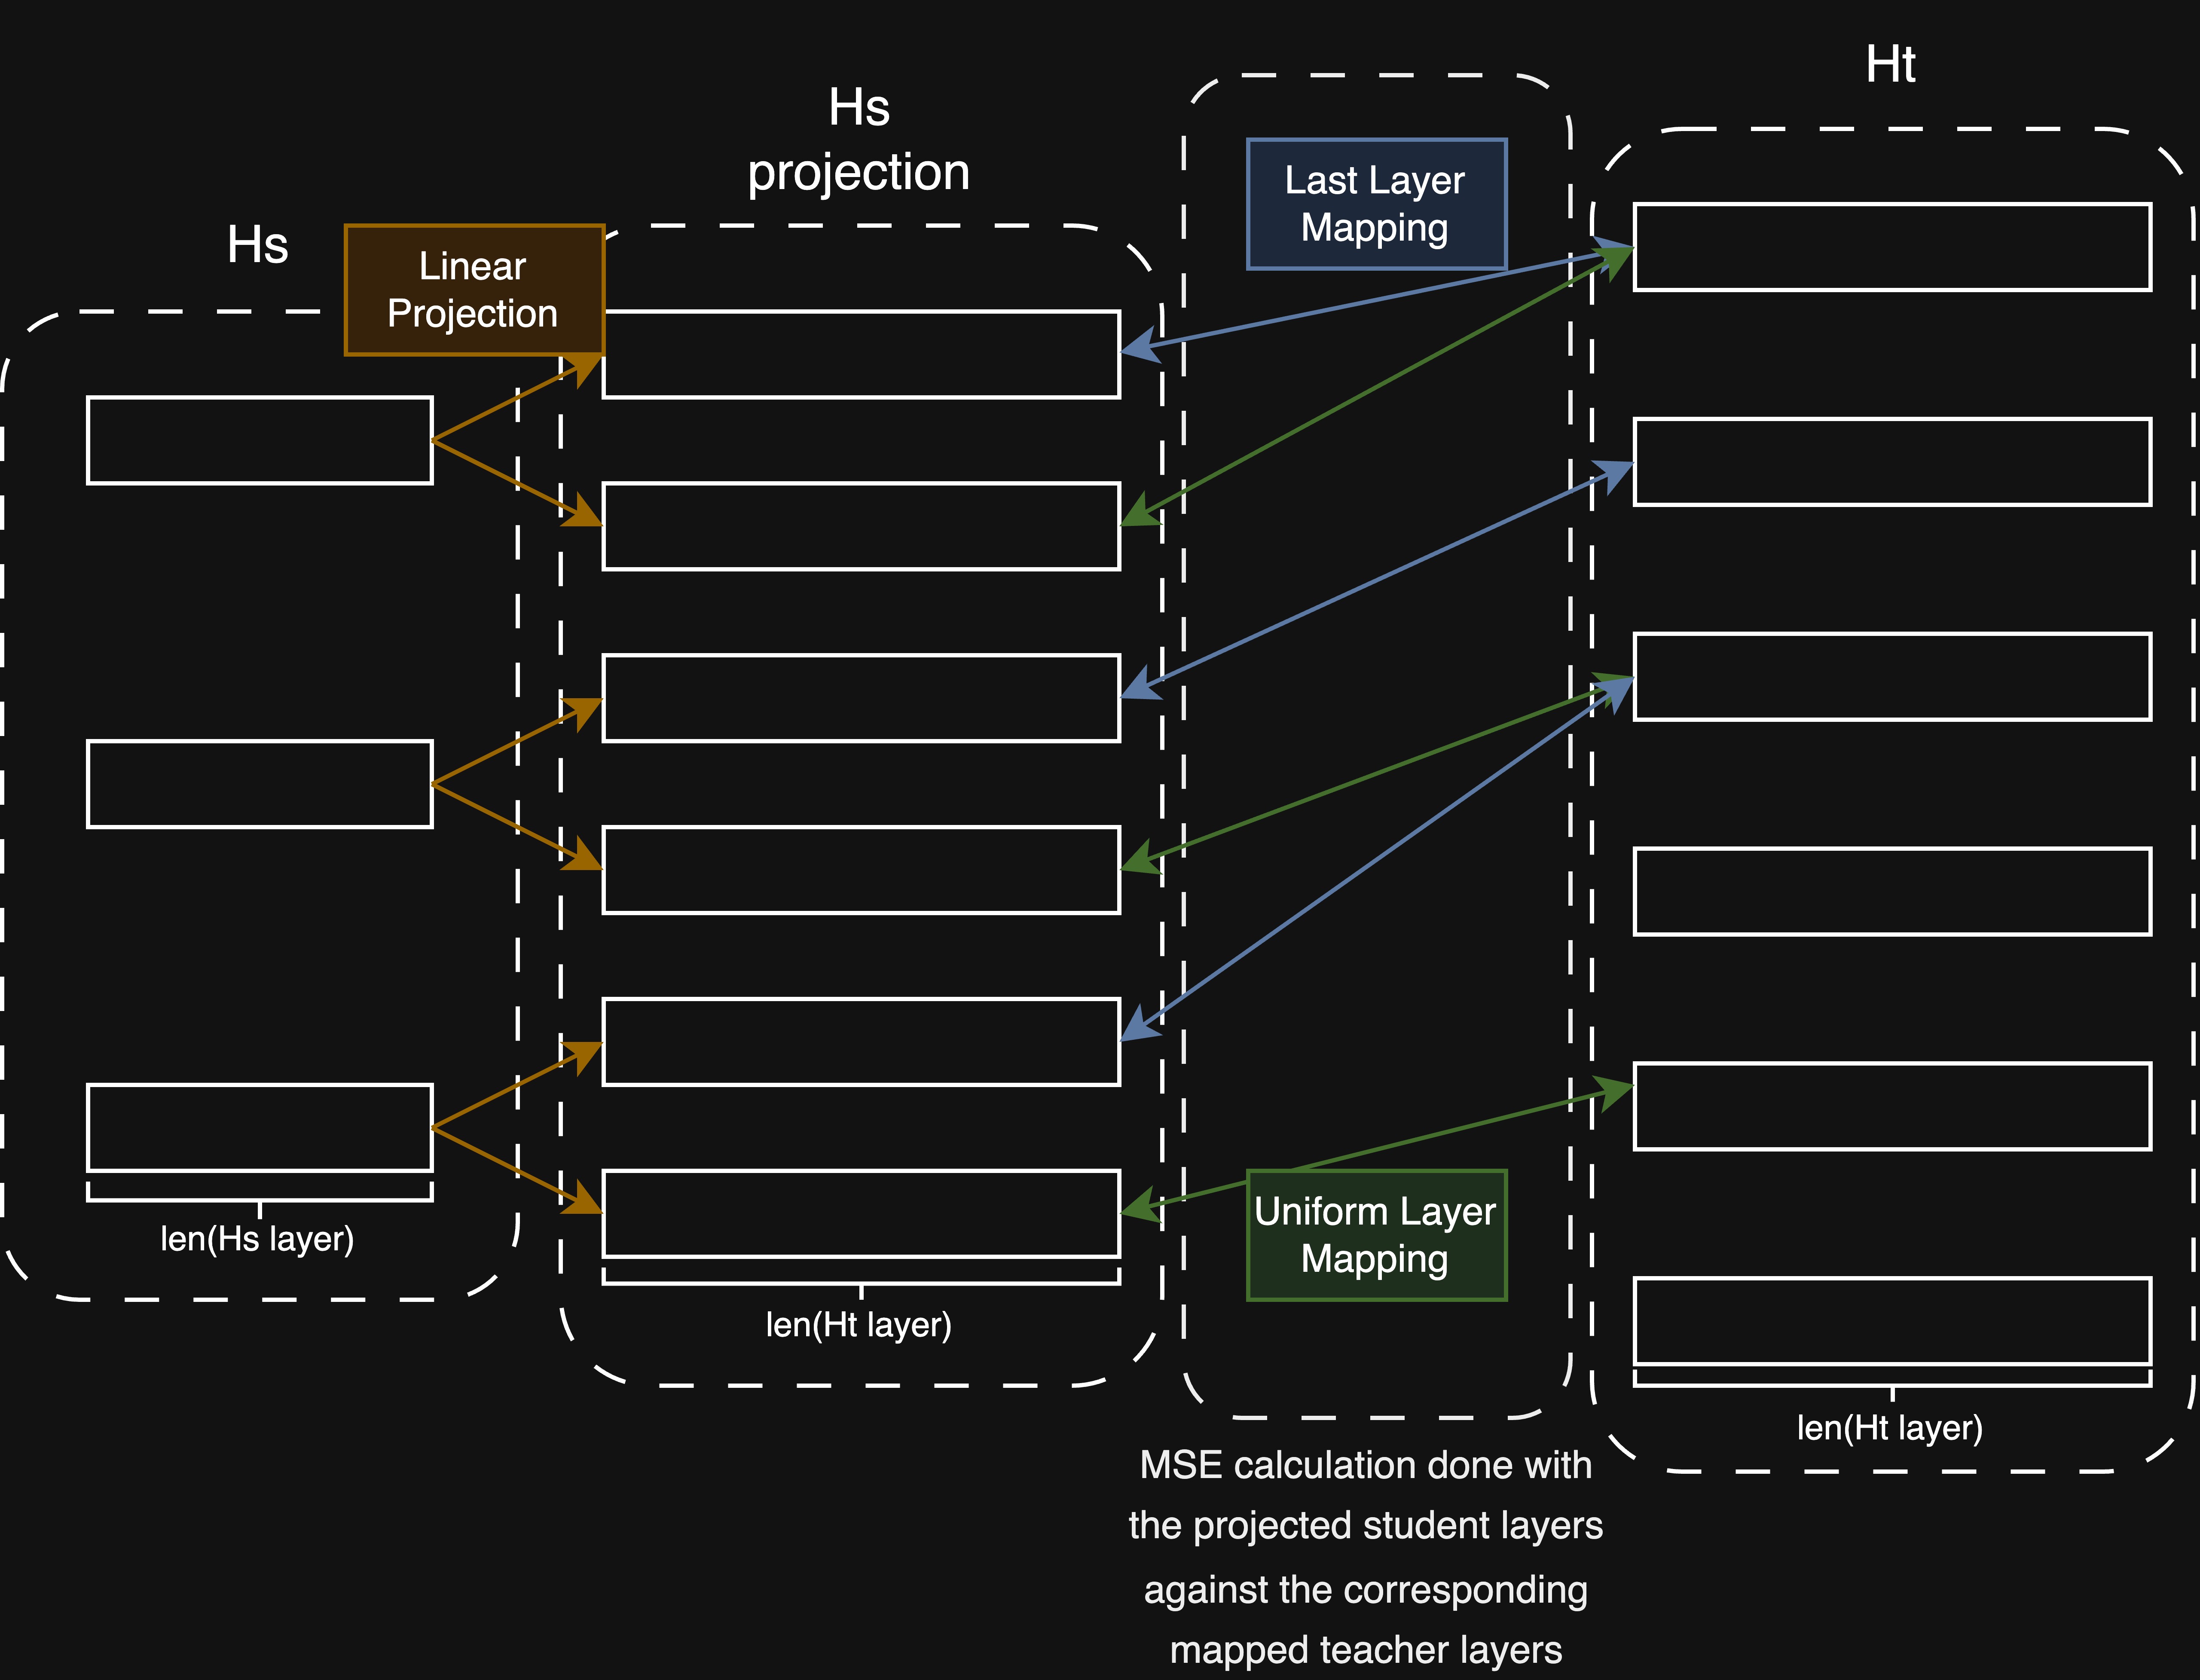 Ht
Hs
projection
Last Layer
Mapping
Hs
Linear
Projection
Uniform Layer
Mapping
len(Hs layer)
len(Ht layer)
len(Ht layer)
MSE calculation done with
the projected student layers
against the corresponding
mapped teacher layers